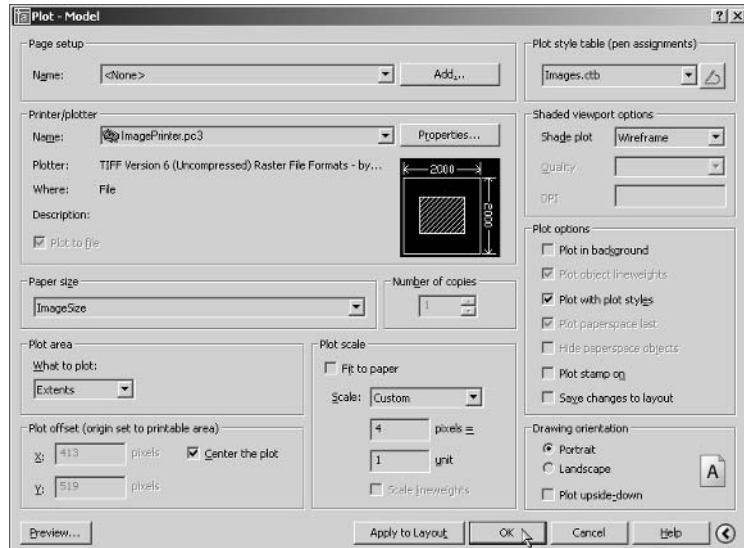 Plot - Model
Page setup
Name: <None> Add...
Printer/plotter
Name: ImagePrinter.pc3 Properties...
Plotter: TIFF Version 6 (Uncompressed) Raster File Formats - by...
Where: File
Description:
Plot to file
2000
2000
Paper size
ImageSize
Number of copies
1
Plot area
What to plot:
Extents
Plot scale
Fit to paper
Scale: Custom
4 pixels =
1 unit
Scale lineweights
Plot offset (origin set to printable area)
X: 413 pixels Center the plot
Y: 519 pixels
Plot style table (pen assignments)
Images.ctb
Shaded viewport options
Shade plot Wireframe
Quality
DPI
Plot options
Plot in background
Plot object lineweights
Plot with plot styles
Plot paperspace last
Hide paperspace objects
Plot stamp on
Save changes to layout
Drawing orientation
Portrait
Landscape
A
Plot upside-down
Preview... Apply to Layout OK Cancel Help